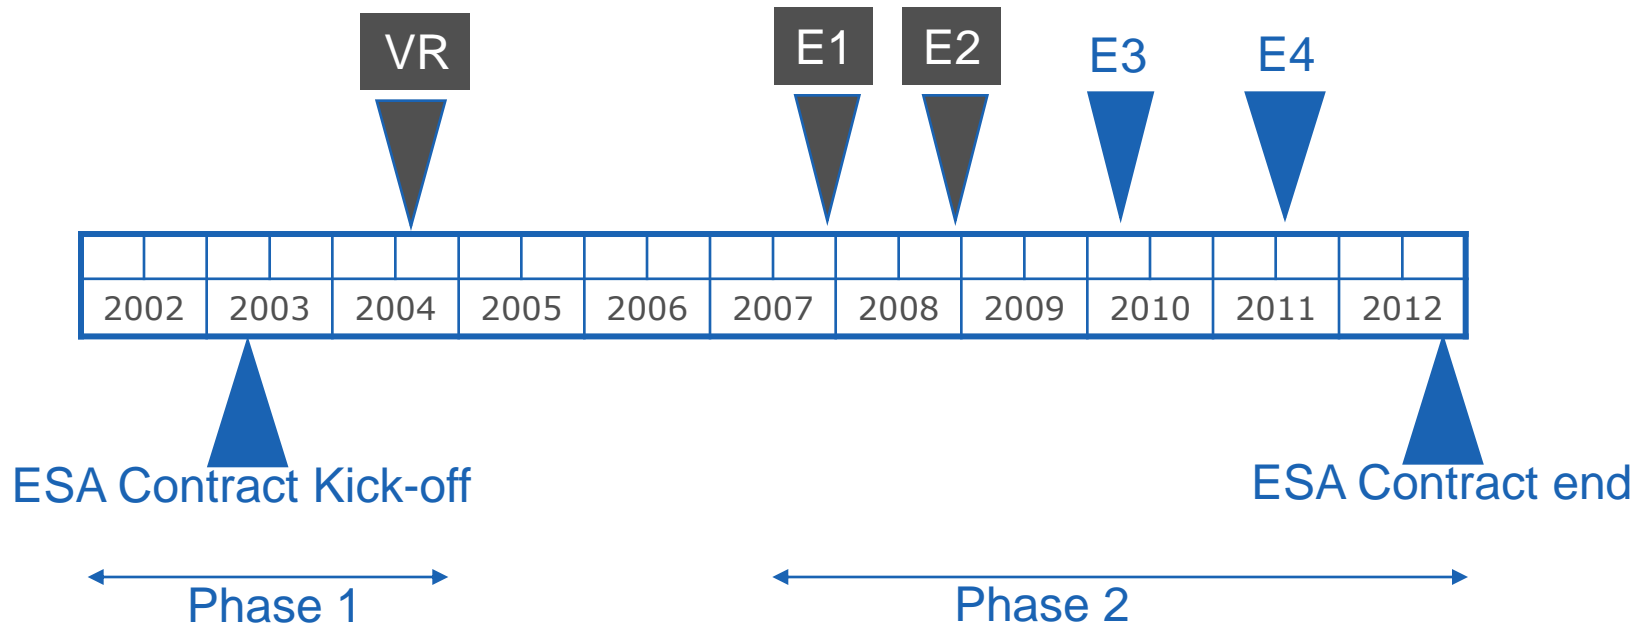 VR
E1
E2
E3
E4
2002 2003 2004 2005 2006 2007 2008 2009 2010 2011 2012
ESA Contract Kick-off
ESA Contract end
Phase 1
Phase 2